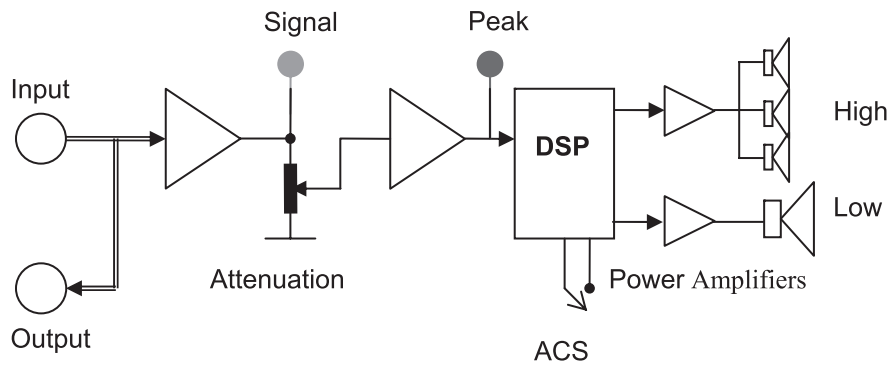 Signal
Peak
Input
High
DSP
Low
Attenuation
Power Amplifiers
Output
ACS